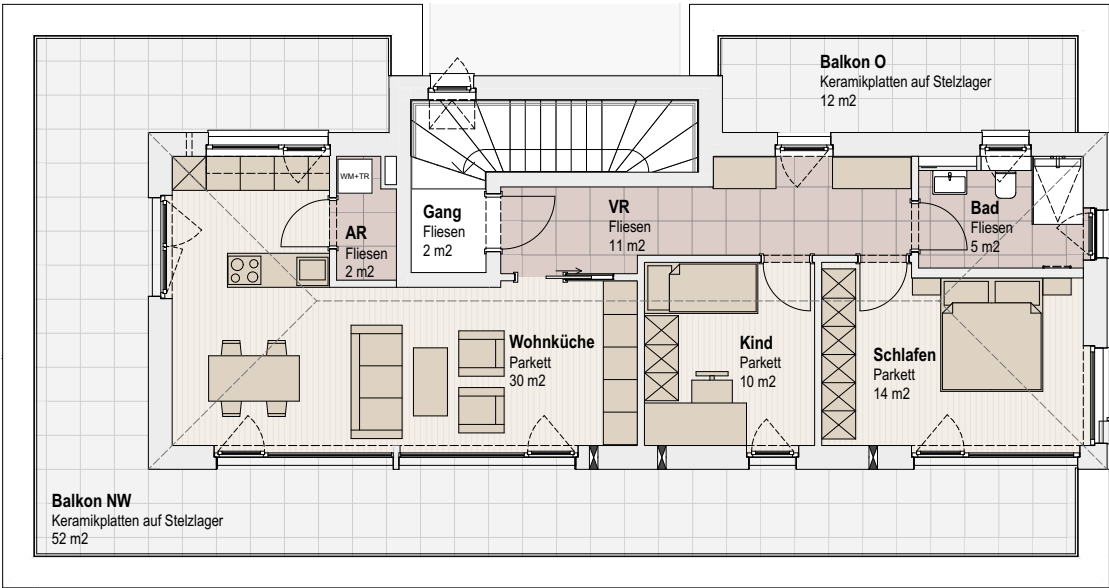 Balkon O
Keramikplatten auf Stelzlager
12 m2
WM+TR
AR
Fliesen
2 m2
Gang
Fliesen
2 m2
VR
Fliesen
11 m2
Bad
Fliesen
5 m2
Wohnküche
Parkett
30 m2
Kind
Parkett
10 m2
Schlafen
Parkett
14 m2
Balkon NW
Keramikplatten auf Stelzlager
52 m2